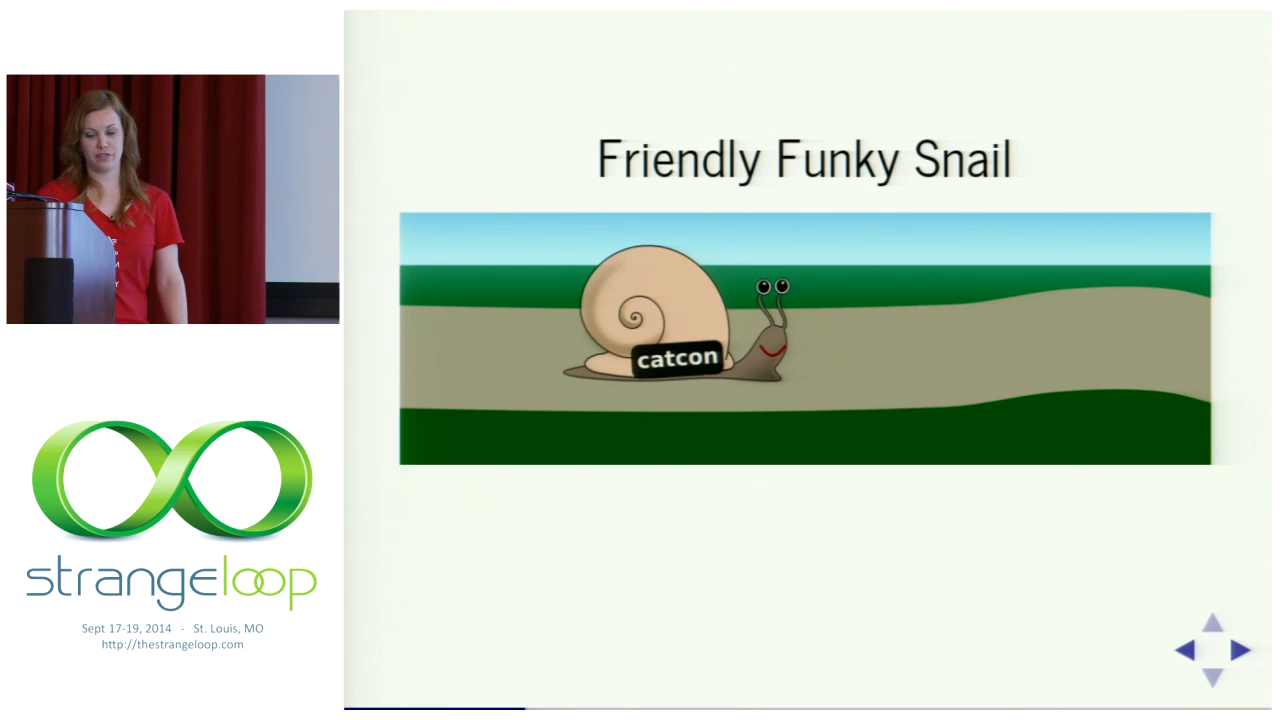 Friendly Funky Snail
catcon
strangeloop
Sept 17-19, 2014 - St. Louis, MO
http://thestrangeloop.com